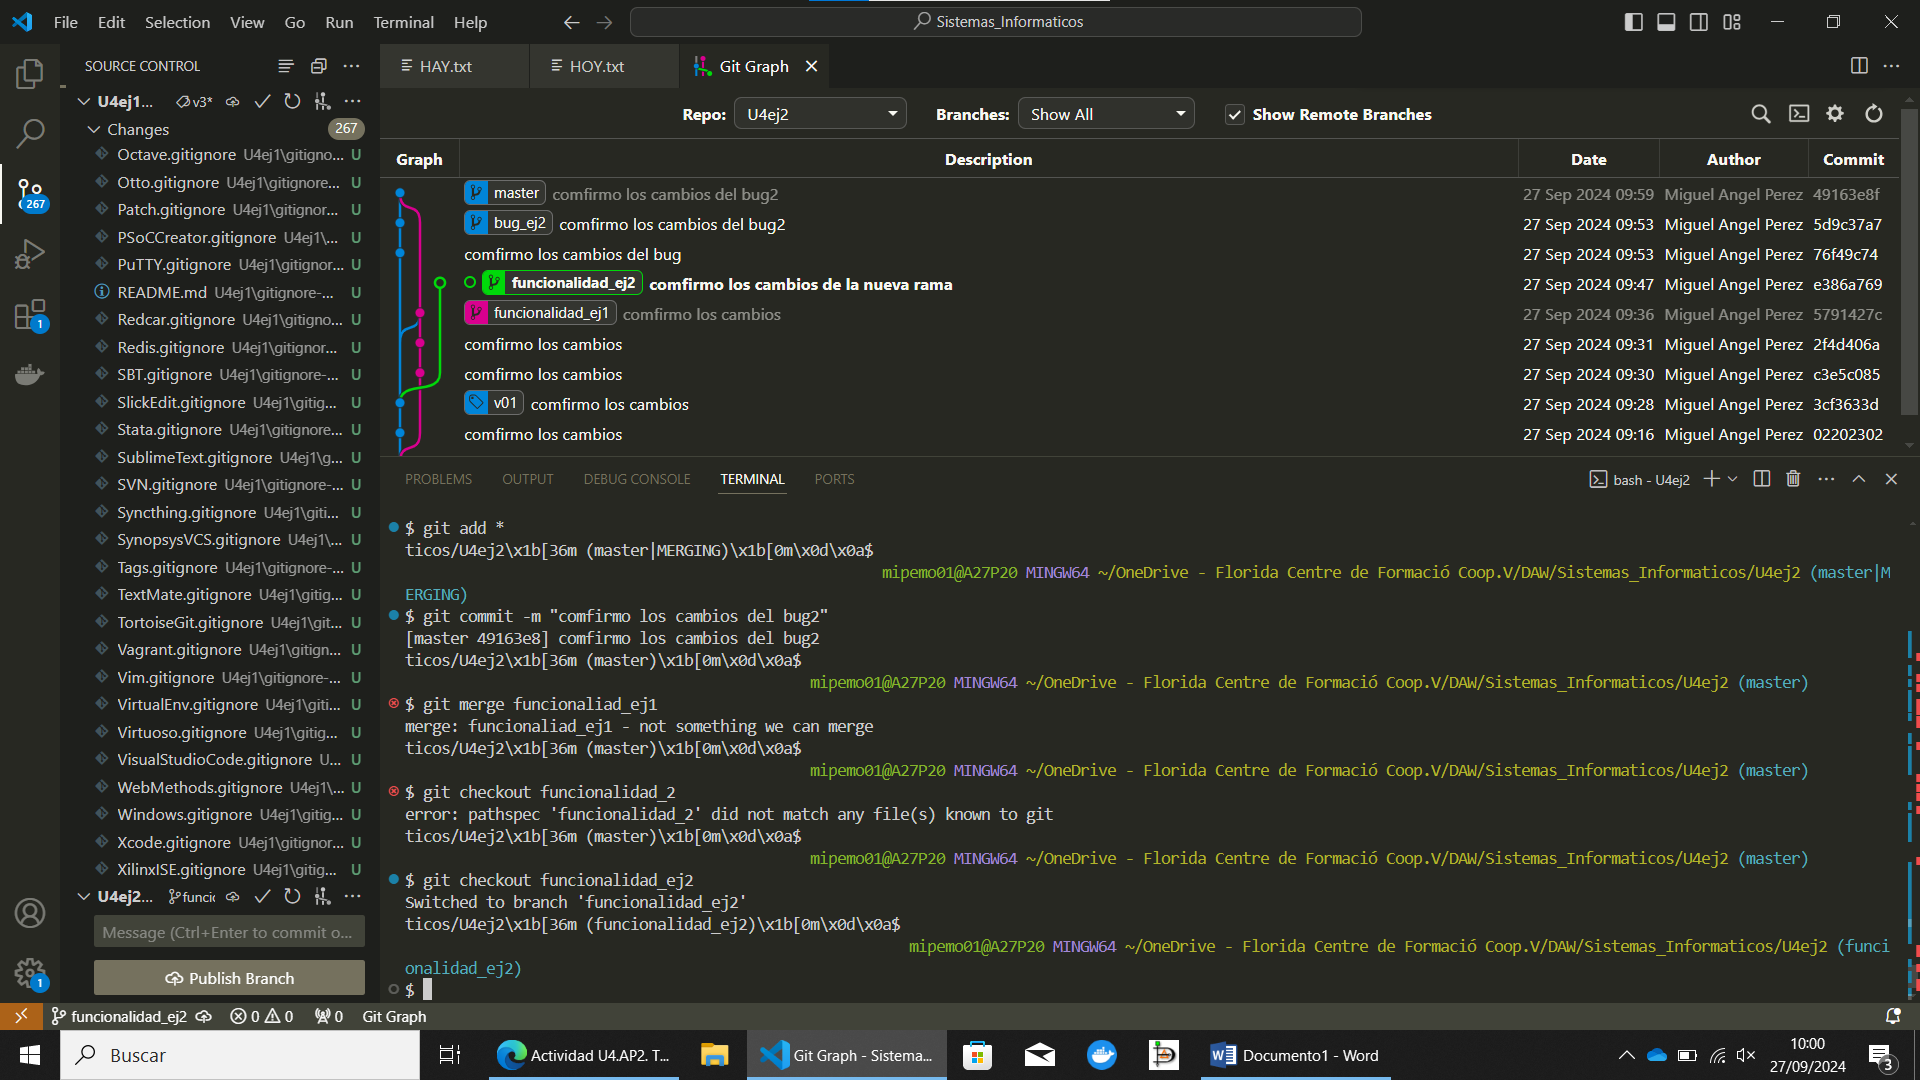 File Edit Selection View Go Run Terminal Help
Sistemas_Informaticos
SOURCE CONTROL
HAY.txt
HOY.txt
Git Graph
U4ej1... v3*
Changes 267
Octave.gitignore U4ej1\gitigno... U
Otto.gitignore U4ej1\gitignore... U
Patch.gitignore U4ej1\gitignor... U
PSoCCreator.gitignore U4ej1\... U
PuTTY.gitignore U4ej1\gitignor... U
README.md U4ej1\gitignore-... U
Redcar.gitignore U4ej1\gitigno... U
Redis.gitignore U4ej1\gitignor... U
SBT.gitignore U4ej1\gitignore-... U
SlickEdit.gitignore U4ej1\gitig... U
Stata.gitignore U4ej1\gitignore... U
SublimeText.gitignore U4ej1\g... U
SVN.gitignore U4ej1\gitignore-... U
Syncthing.gitignore U4ej1\giti... U
SynopsysVCS.gitignore U4ej1\... U
Tags.gitignore U4ej1\gitignore-... U
TextMate.gitignore U4ej1\gitig... U
TortoiseGit.gitignore U4ej1\git... U
Vagrant.gitignore U4ej1\gitign... U
Vim.gitignore U4ej1\gitignore-... U
VirtualEnv.gitignore U4ej1\giti... U
Virtuoso.gitignore U4ej1\gitig... U
VisualStudioCode.gitignore U... U
WebMethods.gitignore U4ej1\... U
Windows.gitignore U4ej1\gitig... U
Xcode.gitignore U4ej1\gitignor... U
XilinxISE.gitignore U4ej1\gitig... U
U4ej2... funcic
Message (Ctrl+Enter to commit o...
Publish Branch
267
1
1
Repo: U4ej2 Branches: Show All Show Remote Branches
Graph Description Date Author Commit
master comfirmo los cambios del bug2 27 Sep 2024 09:59 Miguel Angel Perez 49163e8f
bug_ej2 comfirmo los cambios del bug2 27 Sep 2024 09:53 Miguel Angel Perez 5d9c37a7
comfirmo los cambios del bug 27 Sep 2024 09:53 Miguel Angel Perez 76f49c74
funcionalidad_ej2 comfirmo los cambios de la nueva rama 27 Sep 2024 09:47 Miguel Angel Perez e386a769
funcionalidad_ej1 comfirmo los cambios 27 Sep 2024 09:36 Miguel Angel Perez 5791427c
comfirmo los cambios 27 Sep 2024 09:31 Miguel Angel Perez 2f4d406a
comfirmo los cambios 27 Sep 2024 09:30 Miguel Angel Perez c3e5c085
v01 comfirmo los cambios 27 Sep 2024 09:28 Miguel Angel Perez 3cf3633d
comfirmo los cambios 27 Sep 2024 09:16 Miguel Angel Perez 02202302
PROBLEMS OUTPUT DEBUG CONSOLE TERMINAL PORTS bash - U4ej2
$ git add *
ticos/U4ej2\x1b[36m (master|MERGING)\x1b[0m\x0d\x0a$
mipemo01@A27P20 MINGW64 ~/OneDrive - Florida Centre de Formació Coop.V/DAW/Sistemas_Informaticos/U4ej2 (master|M
ERGING)
$ git commit -m "comfirmo los cambios del bug2"
[master 49163e8] comfirmo los cambios del bug2
ticos/U4ej2\x1b[36m (master)\x1b[0m\x0d\x0a$
mipemo01@A27P20 MINGW64 ~/OneDrive - Florida Centre de Formació Coop.V/DAW/Sistemas_Informaticos/U4ej2 (master)
$ git merge funcionaliad_ej1
merge: funcionaliad_ej1 - not something we can merge
ticos/U4ej2\x1b[36m (master)\x1b[0m\x0d\x0a$
mipemo01@A27P20 MINGW64 ~/OneDrive - Florida Centre de Formació Coop.V/DAW/Sistemas_Informaticos/U4ej2 (master)
$ git checkout funcionalidad_2
error: pathspec 'funcionalidad_2' did not match any file(s) known to git
ticos/U4ej2\x1b[36m (master)\x1b[0m\x0d\x0a$
mipemo01@A27P20 MINGW64 ~/OneDrive - Florida Centre de Formació Coop.V/DAW/Sistemas_Informaticos/U4ej2 (master)
$ git checkout funcionalidad_ej2
Switched to branch 'funcionalidad_ej2'
ticos/U4ej2\x1b[36m (funcionalidad_ej2)\x1b[0m\x0d\x0a$
mipemo01@A27P20 MINGW64 ~/OneDrive - Florida Centre de Formació Coop.V/DAW/Sistemas_Informaticos/U4ej2 (funci
onalidad_ej2)
$
funcionalidad_ej2 0 0 0 Git Graph
Buscar
Actividad U4.AP2. T...
Git Graph - Sistema...
Documento1 - Word
10:00
27/09/2024
3